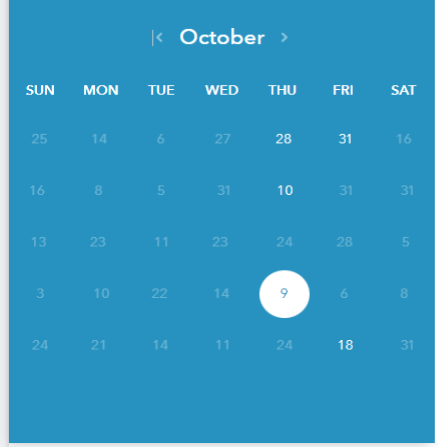 |< October >
SUN MON TUE WED THU FRI SAT
25 14 6 27 28 31 16
16 8 5 31 10 31 31
13 23 11 23 24 28 5
3 10 22 14 9 6 8
24 21 14 11 24 18 31